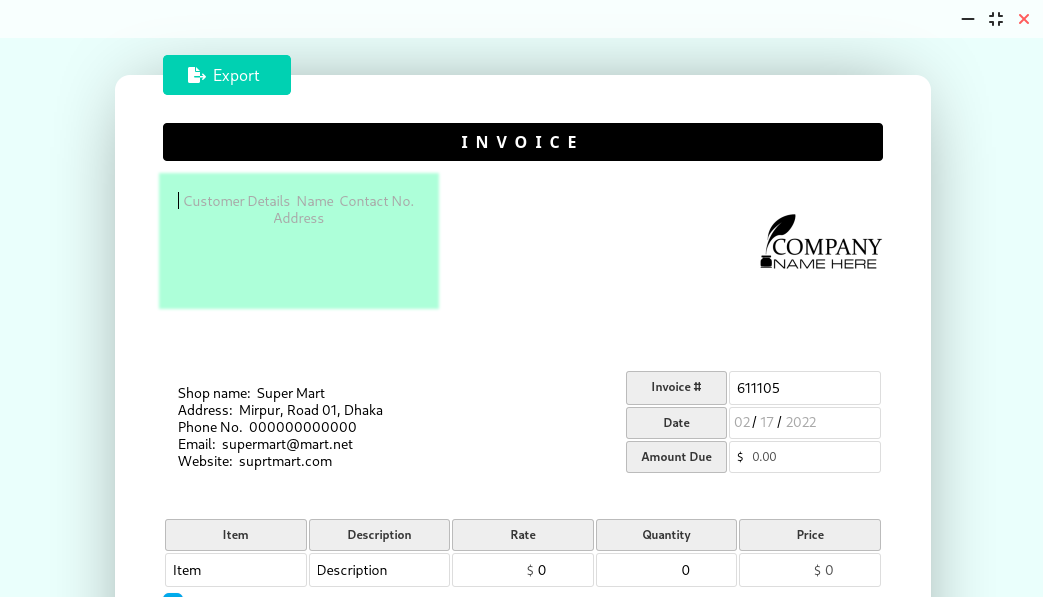 Export
INVOICE
Customer Details  Name  Contact No.
Address
COMPANY
NAME HERE
Shop name:  Super Mart
Address:  Mirpur, Road 01, Dhaka
Phone No.  000000000000
Email:  supermart@mart.net
Website:  suprtmart.com
Invoice # 611105
Date 02/ 17 / 2022
Amount Due $ 0.00
Item Description Rate Quantity Price
Item Description $ 0 0 $ 0